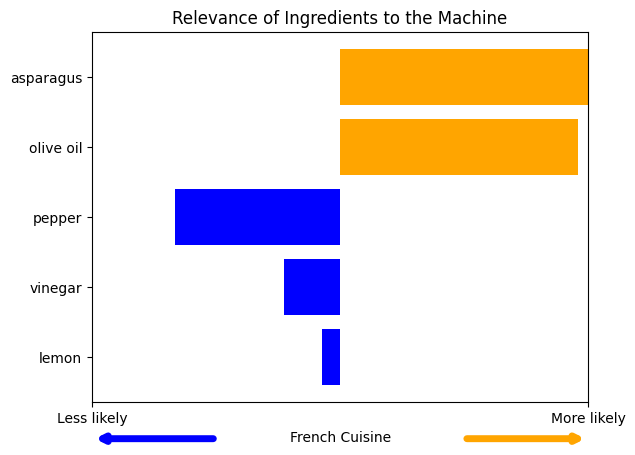 Relevance of Ingredients to the Machine
asparagus
olive oil
pepper
vinegar
lemon
Less likely
More likely
French Cuisine